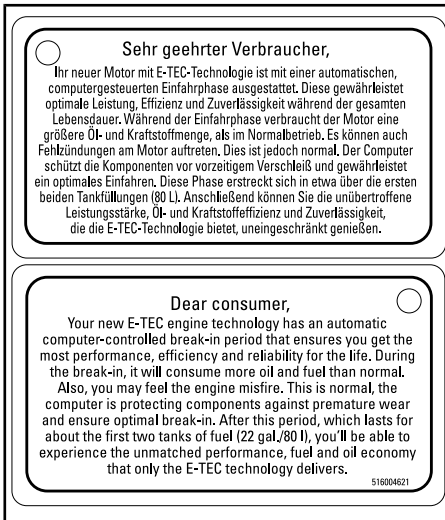 Sehr geehrter Verbraucher,
Ihr neuer Motor mit E-TEC-Technologie ist mit einer automatischen,
computergesteuerten Einfahrphase ausgestattet. Diese gewährleistet
optimale Leistung, Effizienz und Zuverlässigkeit während der gesamten
Lebensdauer. Während der Einfahrphase verbraucht der Motor eine
größere Öl- und Kraftstoffmenge, als im Normalbetrieb. Es können auch
Fehlzündungen am Motor auftreten. Dies ist jedoch normal. Der Computer
schützt die Komponenten vor vorzeitigem Verschleiß und gewährleistet
ein optimales Einfahren. Diese Phase erstreckt sich in etwa über die ersten
beiden Tankfüllungen (80 L). Anschließend können Sie die unübertroffene
Leistungsstärke, Öl- und Kraftstoffeffizienz und Zuverlässigkeit,
die die E-TEC-Technologie bietet, uneingeschränkt genießen.
Dear consumer,
Your new E-TEC engine technology has an automatic
computer-controlled break-in period that ensures you get the
most performance, efficiency and reliability for the life. During
the break-in, it will consume more oil and fuel than normal.
Also, you may feel the engine misfire. This is normal, the
computer is protecting components against premature wear
and ensure optimal break-in. After this period, which lasts for
about the first two tanks of fuel (22 gal./80 l), you'll be able to
experience the unmatched performance, fuel and oil economy
that only the E-TEC technology delivers.
516004621